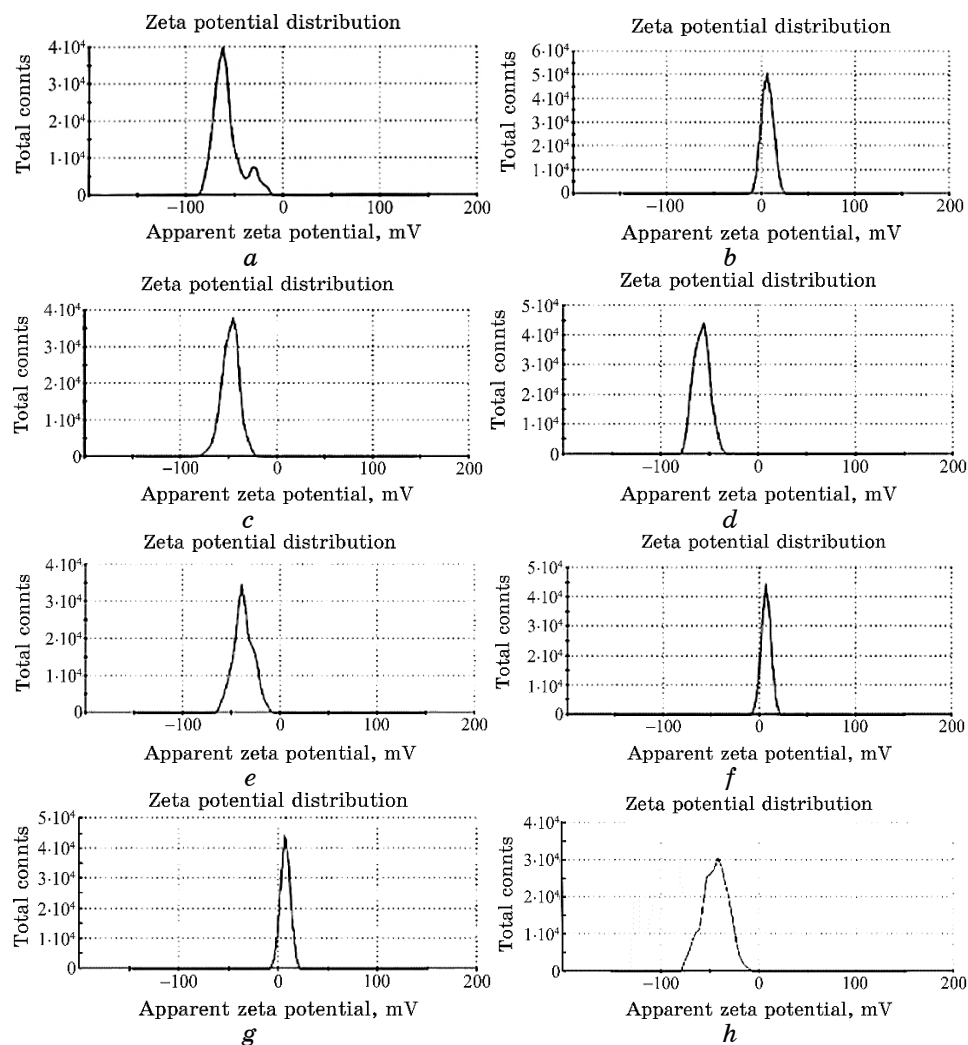 Zeta potential distribution
4·10⁴
3·10⁴
2·10⁴
1·10⁴
0
−100 0 100 200
Total connts
Apparent zeta potential, mV
a
Zeta potential distribution
6·10⁴
5·10⁴
4·10⁴
3·10⁴
2·10⁴
1·10⁴
0
−100 0 100 200
Total connts
Apparent zeta potential, mV
b
Zeta potential distribution
4·10⁴
3·10⁴
2·10⁴
1·10⁴
0
−100 0 100 200
Total connts
Apparent zeta potential, mV
c
Zeta potential distribution
5·10⁴
4·10⁴
3·10⁴
2·10⁴
1·10⁴
0
−100 0 100 200
Total connts
Apparent zeta potential, mV
d
Zeta potential distribution
4·10⁴
3·10⁴
2·10⁴
1·10⁴
0
−100 0 100 200
Total connts
Apparent zeta potential, mV
e
Zeta potential distribution
5·10⁴
4·10⁴
3·10⁴
2·10⁴
1·10⁴
0
−100 0 100 200
Total connts
Apparent zeta potential, mV
f
Zeta potential distribution
5·10⁴
4·10⁴
3·10⁴
2·10⁴
1·10⁴
0
−100 0 100 200
Total connts
Apparent zeta potential, mV
g
Zeta potential distribution
4·10⁴
3·10⁴
2·10⁴
1·10⁴
0
−100 0 100 200
Total connts
Apparent zeta potential, mV
h